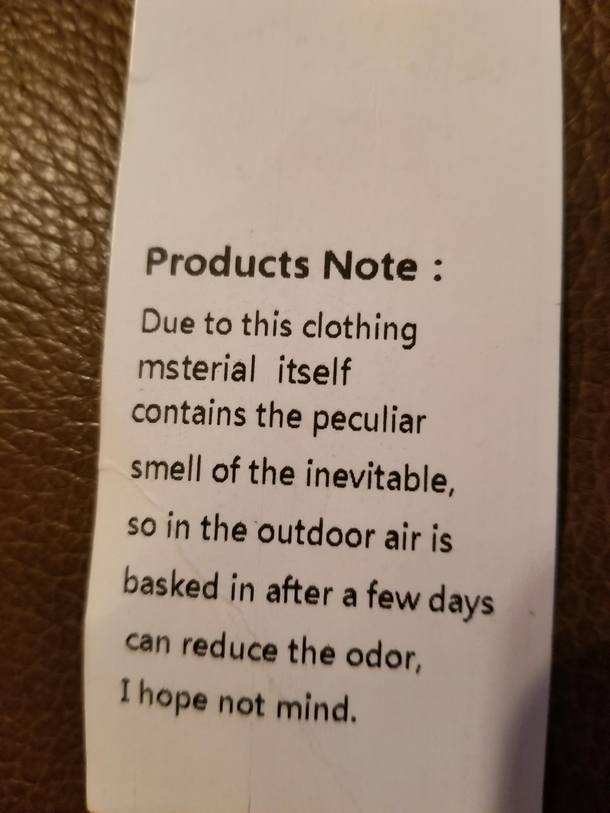 Products Note :
Due to this clothing
msterial itself
contains the peculiar
smell of the inevitable,
so in the outdoor air is
basked in after a few days
can reduce the odor,
I hope not mind.